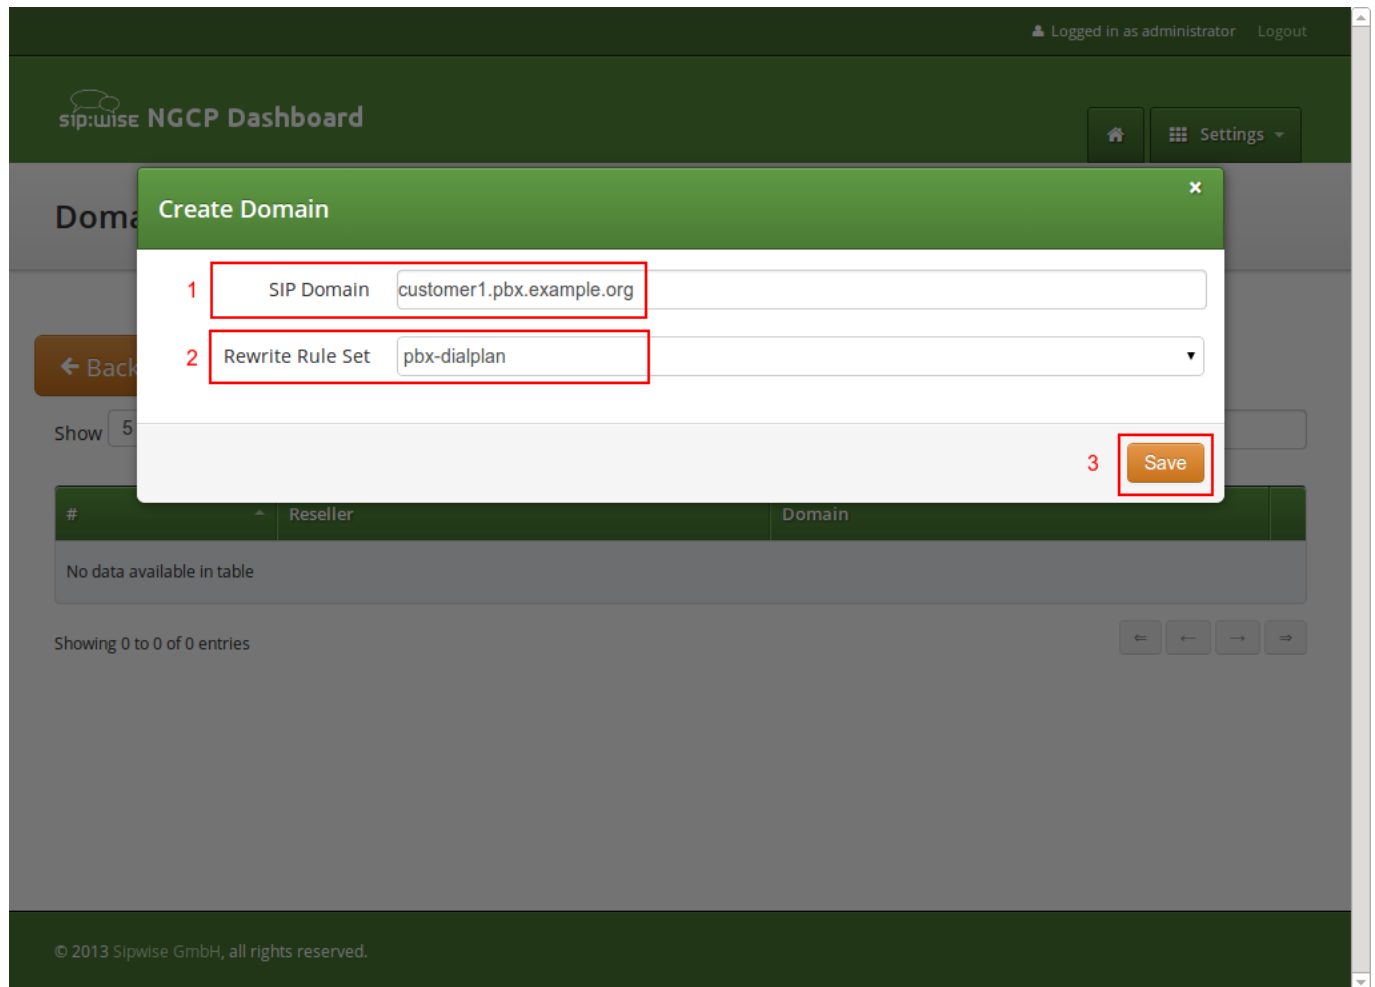 Logged in as administrator Logout
sip:wise NGCP Dashboard
Settings
Doma
Create Domain
×
1 SIP Domain customer1.pbx.example.org
2 Rewrite Rule Set pbx-dialplan
Back
Show 5
3 Save
# Reseller Domain
No data available in table
Showing 0 to 0 of 0 entries
⇐ ← → ⇒
© 2013 Sipwise GmbH, all rights reserved.